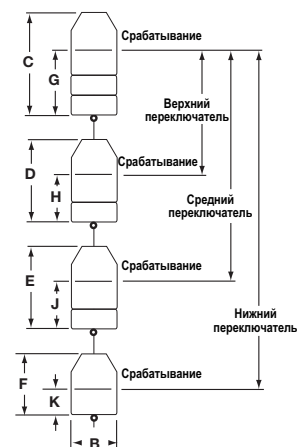 Срабатывание
C
G
Верхний
переключатель
Срабатывание
D
H
Средний
переключатель
Срабатывание
E
J
Нижний
переключатель
Срабатывание
F
K
B